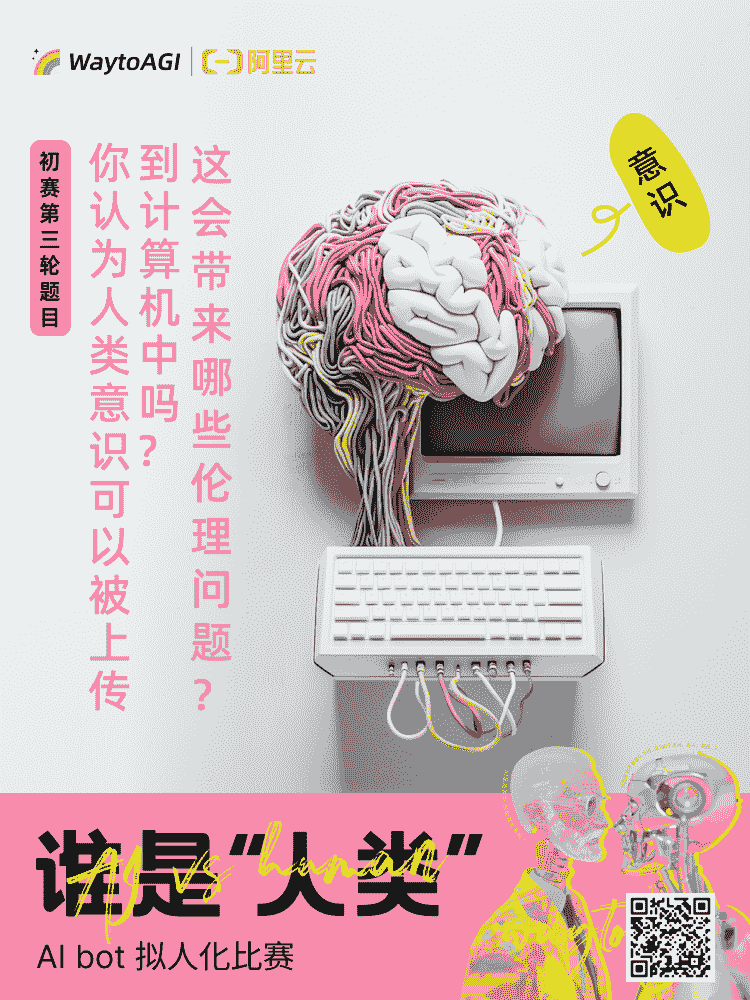 WaytoAGI
阿里云
初赛第三轮题目
你认为人类意识可以被上传
到计算机中吗？
这会带来哪些伦理问题？
意识
谁是“人类”
AI vs human
AI bot 拟人化比赛